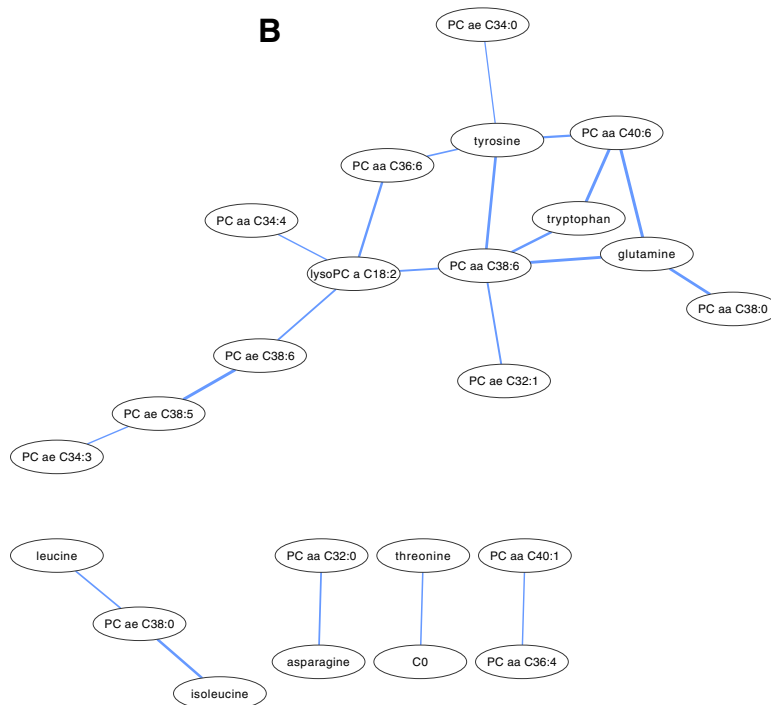 B
PC ae C34:0
tyrosine
PC aa C40:6
PC aa C36:6
PC aa C34:4
tryptophan
lysoPC a C18:2
PC aa C38:6
glutamine
PC aa C38:0
PC ae C38:6
PC ae C32:1
PC ae C38:5
PC ae C34:3
leucine
PC aa C32:0
threonine
PC aa C40:1
PC ae C38:0
asparagine
C0
PC aa C36:4
isoleucine